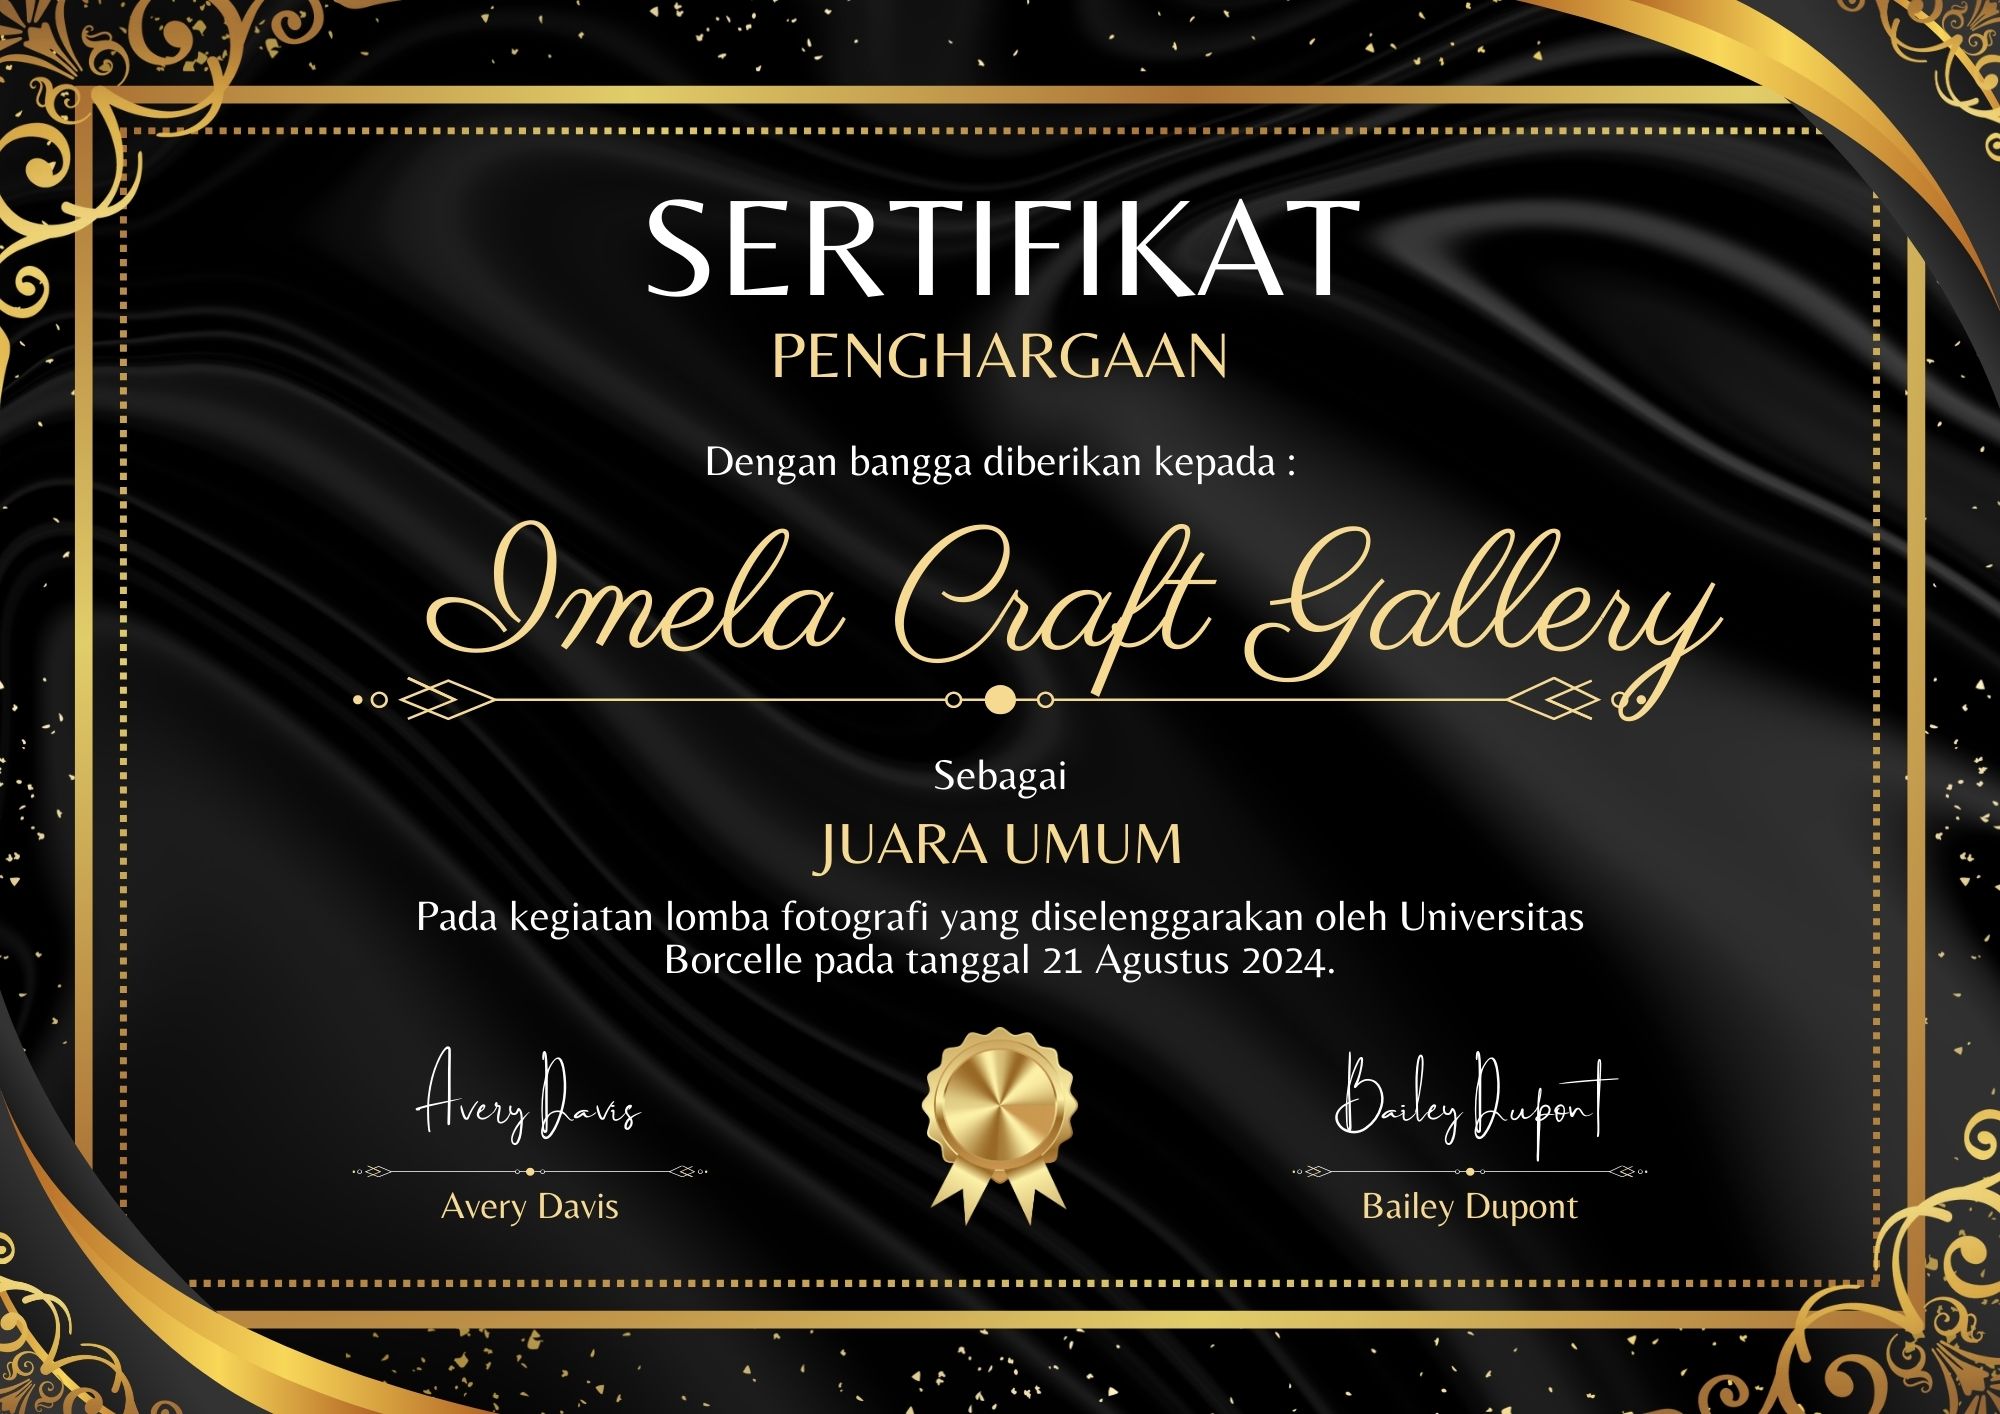 SERTIFIKAT
PENGHARGAAN
Dengan bangga diberikan kepada :
Imela Craft Gallery
Sebagai
JUARA UMUM
Pada kegiatan lomba fotografi yang diselenggarakan oleh Universitas
Borcelle pada tanggal 21 Agustus 2024.
Avery Davis
Avery Davis
Bailey Dupont
Bailey Dupont